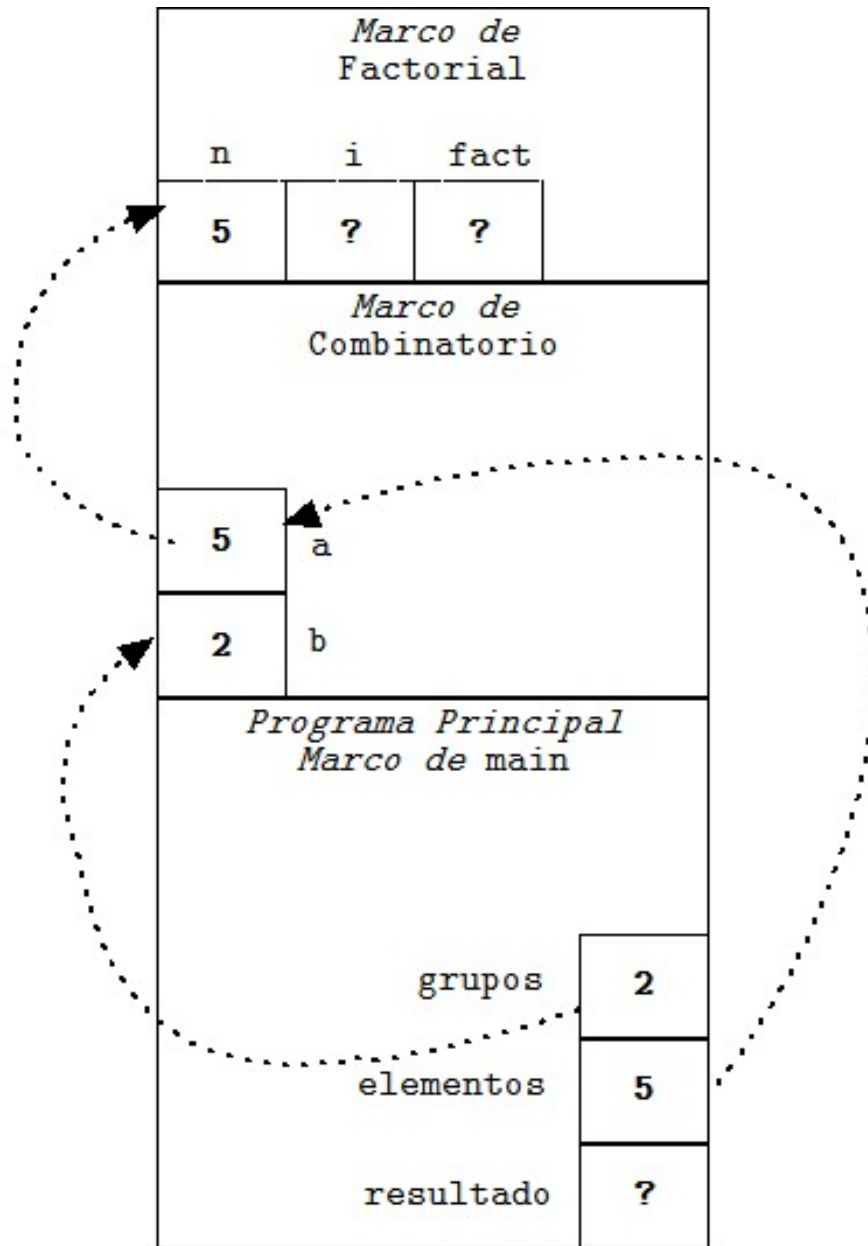 Marco de
Factorial
n i fact
5 ? ?
Marco de
Combinatorio
5 a
2 b
Programa Principal
Marco de main
grupos 2
elementos 5
resultado ?